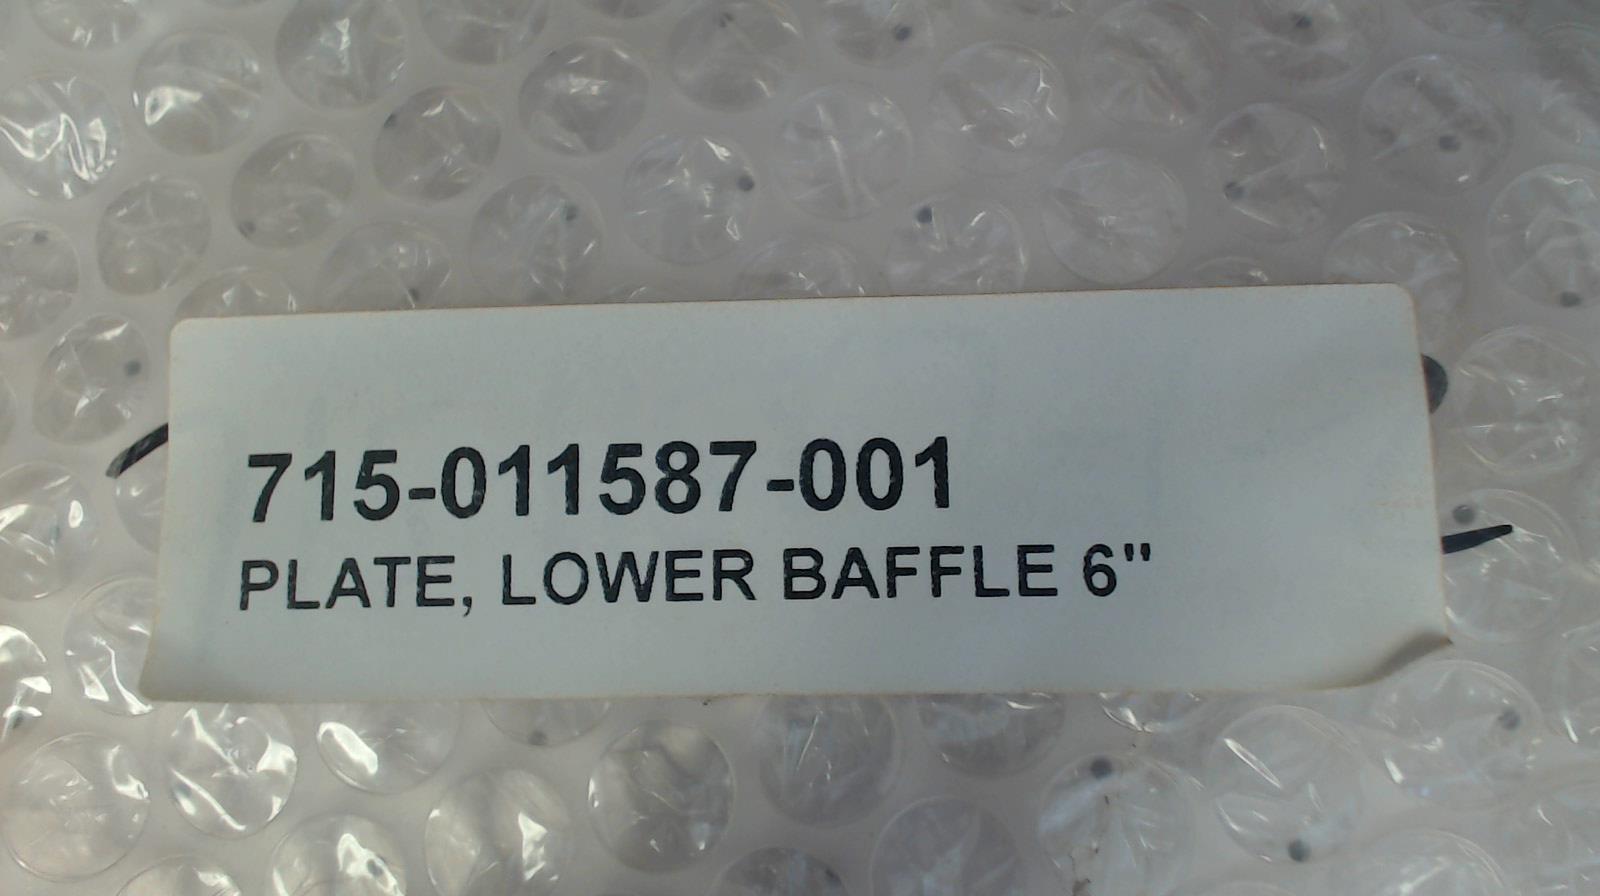 715-011587-001
PLATE, LOWER BAFFLE 6"